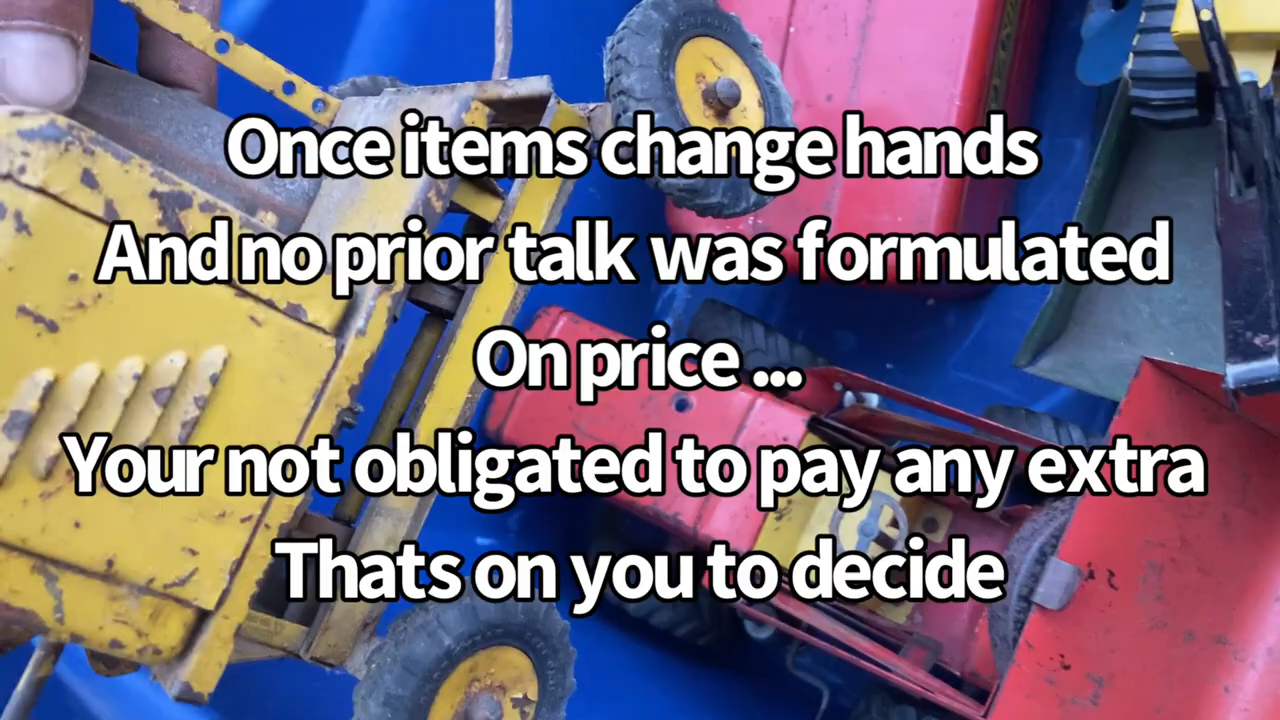 Once items change hands
And no prior talk was formulated
On price ...
Your not obligated to pay any extra
Thats on you to decide